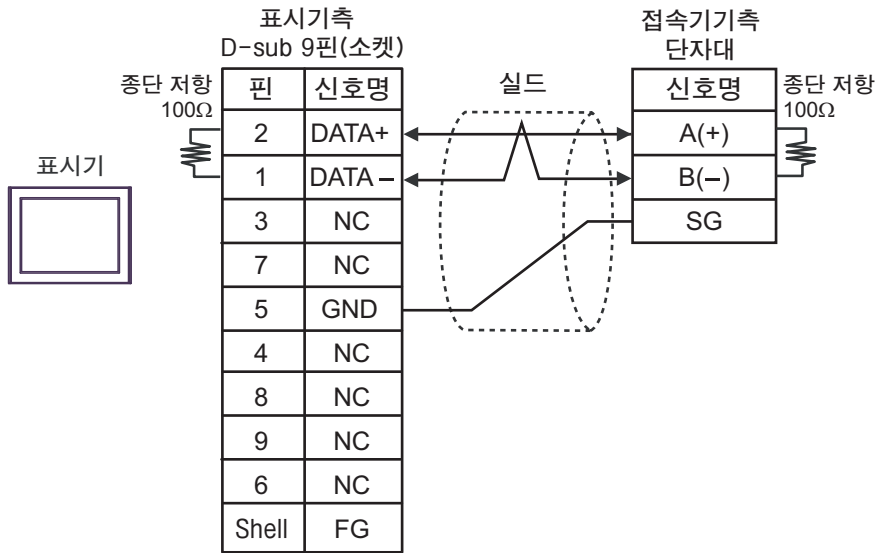 표시기측
D-sub 9핀(소켓)
접속기기측
단자대
종단 저항
100Ω
핀 신호명
실드
신호명
종단 저항
100Ω
2 DATA+
A(+)
1 DATA-
B(-)
표시기
3 NC
SG
7 NC
5 GND
4 NC
8 NC
9 NC
6 NC
Shell FG